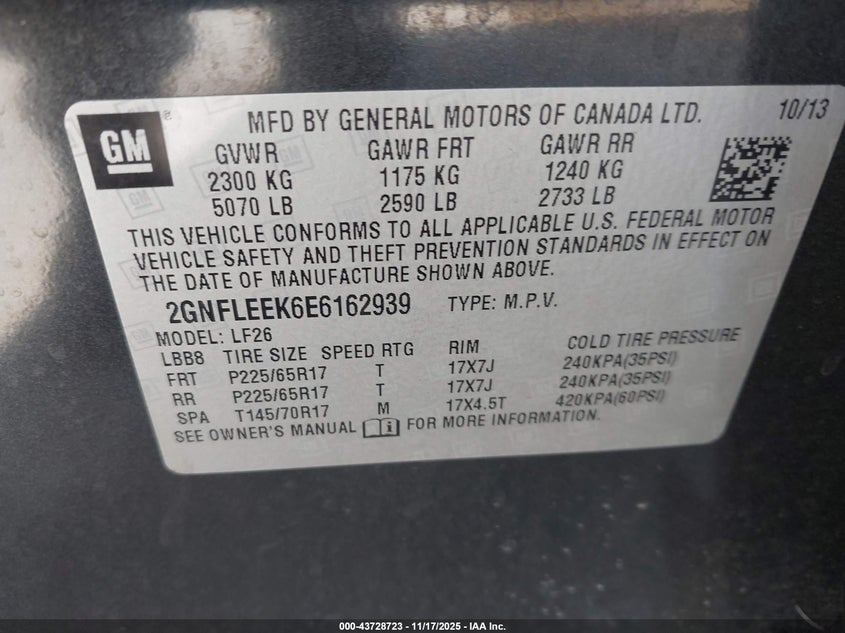 GM
MFD BY GENERAL MOTORS OF CANADA LTD. 10/13
GVWR GAWR FRT GAWR RR
2300 KG 1175 KG 1240 KG
5070 LB 2590 LB 2733 LB
THIS VEHICLE CONFORMS TO ALL APPLICABLE U.S. FEDERAL MOTOR
VEHICLE SAFETY AND THEFT PREVENTION STANDARDS IN EFFECT ON
THE DATE OF MANUFACTURE SHOWN ABOVE.
2GNFLEEK6E6162939 TYPE: M.P.V.
MODEL: LF26
LBB8 TIRE SIZE SPEED RTG RIM COLD TIRE PRESSURE
FRT P225/65R17 T 17X7J 240KPA(35PSI)
RR P225/65R17 T 17X7J 240KPA(35PSI)
SPA T145/70R17 M 17X4.5T 420KPA(60PSI)
SEE OWNER'S MANUAL i FOR MORE INFORMATION.
000-43728723 — 11/17/2025 — IAA Inc.